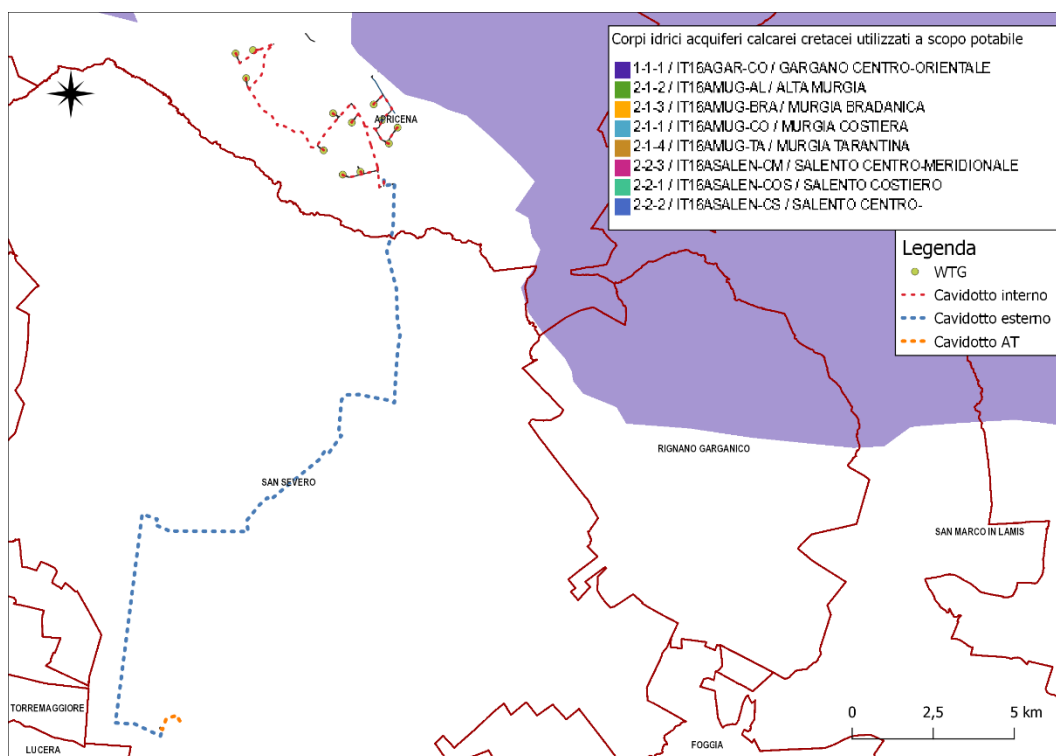 Corpi idrici acquiferi calcarei cretacei utilizzati a scopo potabile
1-1-1 / IT16AGAR-CO / GARGANO CENTRO-ORIENTALE
2-1-2 / IT16AMUG-AL / ALTA MURGIA
2-1-3 / IT16AMUG-BRA / MURGIA BRADANICA
2-1-1 / IT16AMUG-CO / MURGIA COSTIERA
2-1-4 / IT16AMUG-TA / MURGIA TARANTINA
2-2-3 / IT16ASALEN-CM / SALENTO CENTRO-MERIDIONALE
2-2-1 / IT16ASALEN-COS / SALENTO COSTIERO
2-2-2 / IT16ASALEN-CS / SALENTO CENTRO-
APRICENA
Legenda
WTG
Cavidotto interno
Cavidotto esterno
Cavidotto AT
RIGNANO GARGANICO
SAN SEVERO
SAN MARCO IN LAMIS
TORREMAGGIORE
LUCERA
FOGGIA
0 2,5 5 km